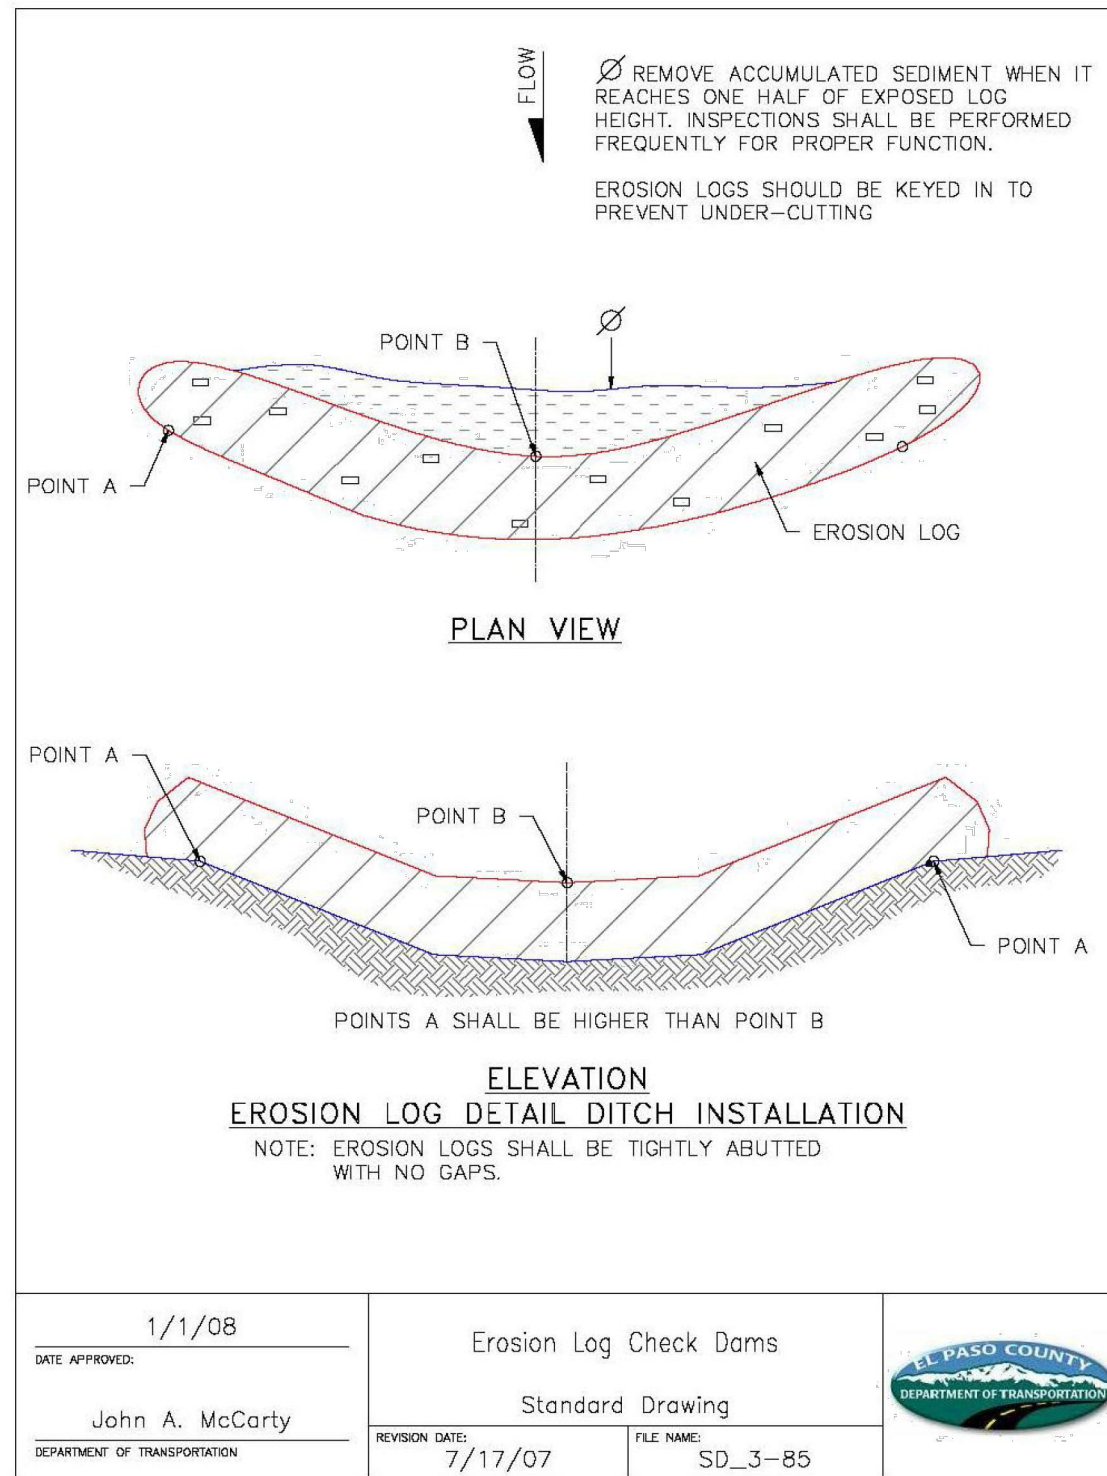 FLOW
Ø REMOVE ACCUMULATED SEDIMENT WHEN IT
REACHES ONE HALF OF EXPOSED LOG
HEIGHT. INSPECTIONS SHALL BE PERFORMED
FREQUENTLY FOR PROPER FUNCTION.
EROSION LOGS SHOULD BE KEYED IN TO
PREVENT UNDER-CUTTING
Ø
POINT B
POINT A
EROSION LOG
PLAN VIEW
POINT A
POINT B
POINT A
POINTS A SHALL BE HIGHER THAN POINT B
ELEVATION
EROSION LOG DETAIL DITCH INSTALLATION
NOTE: EROSION LOGS SHALL BE TIGHTLY ABUTTED
WITH NO GAPS.
1/1/08
DATE APPROVED:
John A. McCarty
DEPARTMENT OF TRANSPORTATION
Erosion Log Check Dams
Standard Drawing
REVISION DATE:
7/17/07
FILE NAME:
SD_3-85
EL PASO COUNTY
DEPARTMENT OF TRANSPORTATION